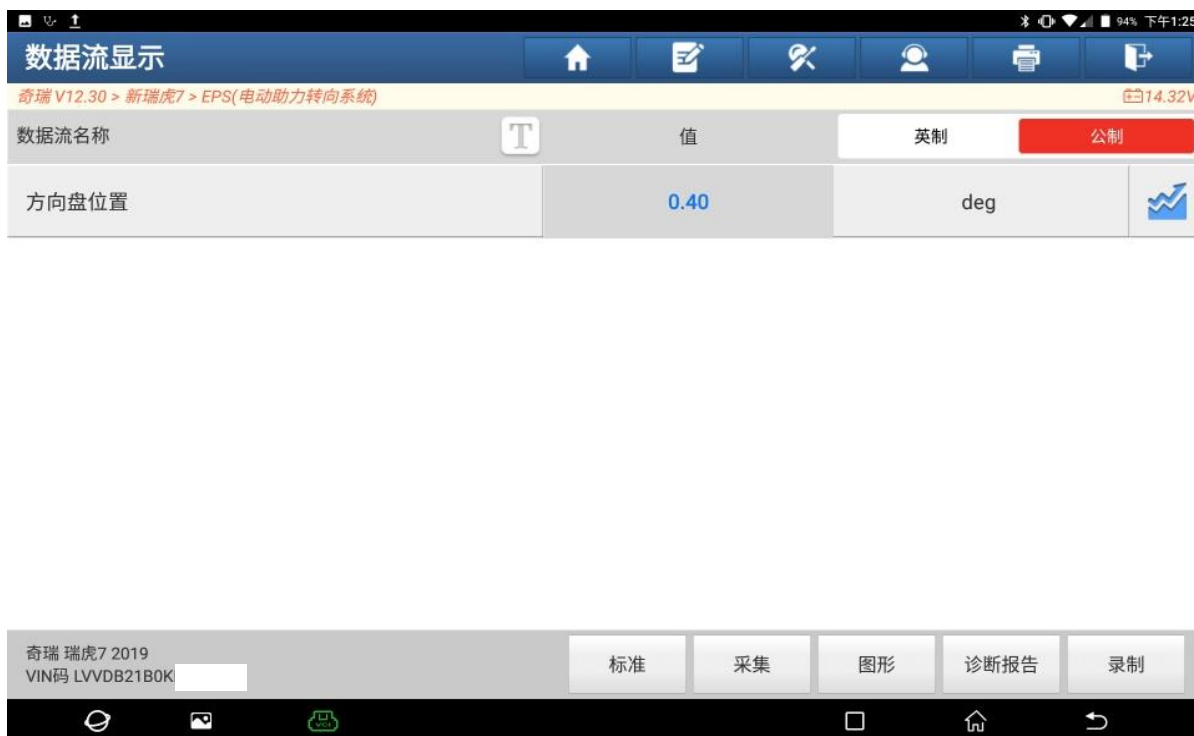 94% 下午1:25
数据流显示
奇瑞 V12.30 > 新瑞虎7 > EPS(电动助力转向系统) 14.32V
数据流名称 T 值 英制 公制
方向盘位置 0.40 deg
奇瑞 瑞虎7 2019
VIN码 LVVDB21B0K
标准 采集 图形 诊断报告 录制
VCI